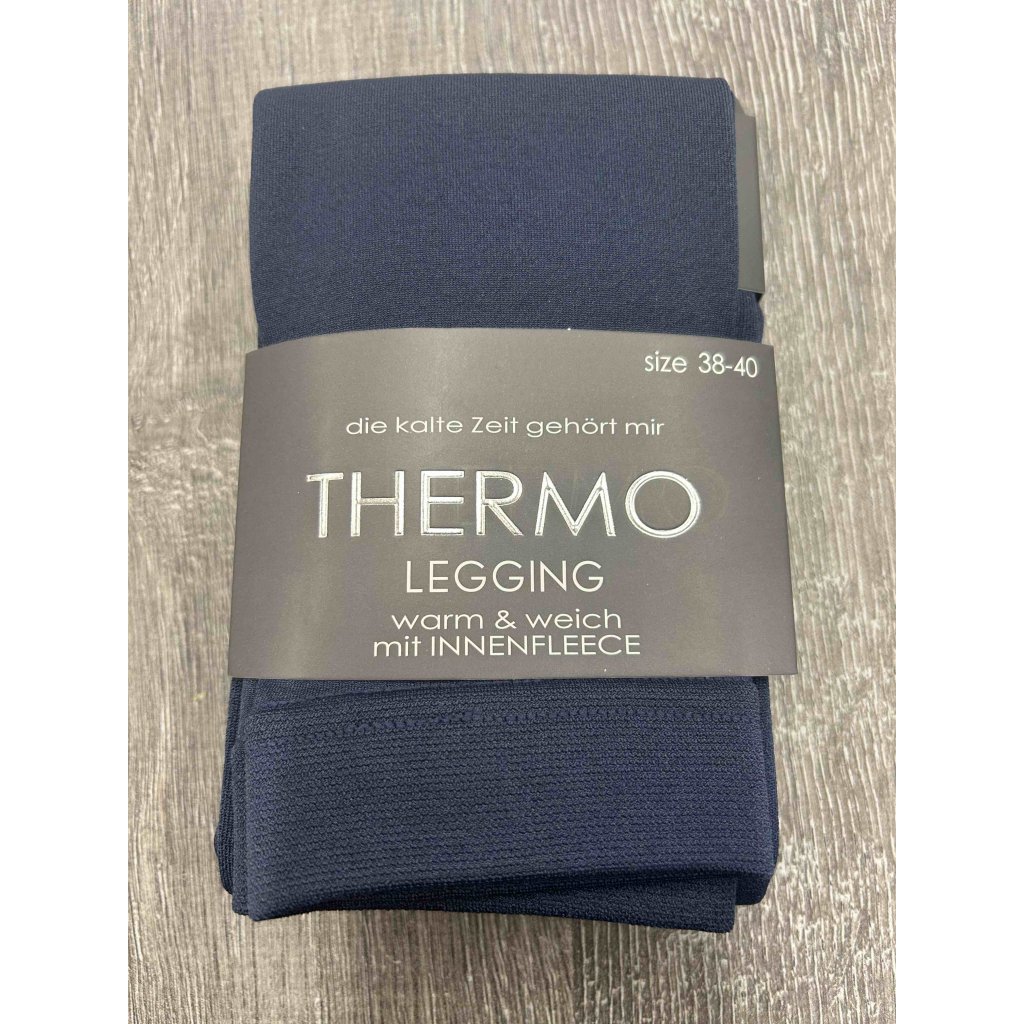 size 38-40
die kalte Zeit gehört mir
THERMO
LEGGING
warm & weich
mit INNENFLEECE